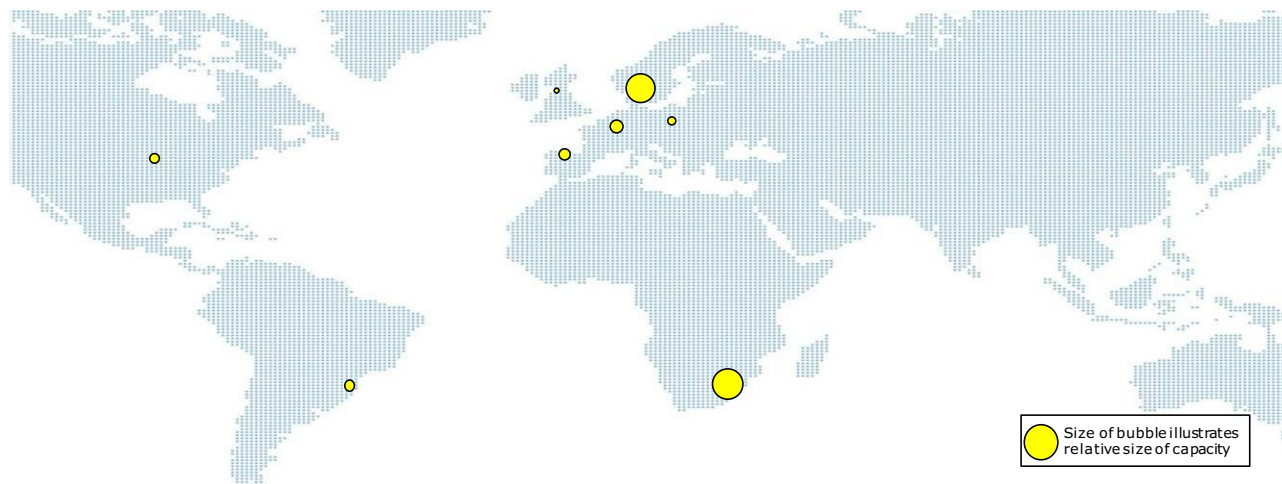 Size of bubble illustrates
relative size of capacity